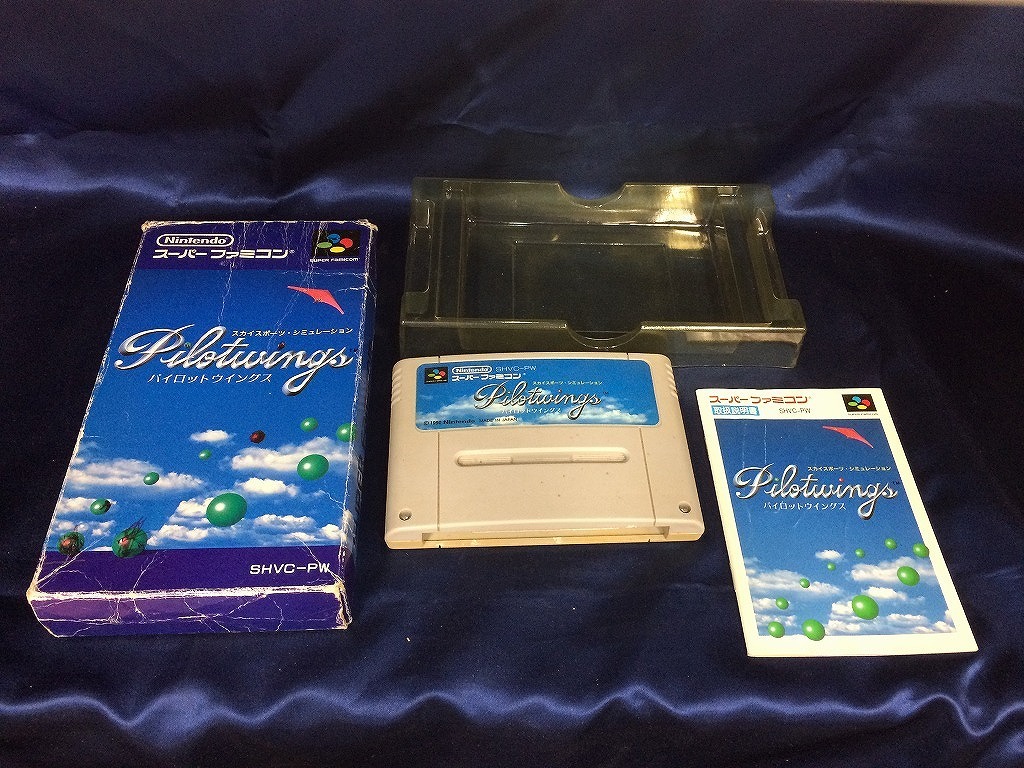 Nintendo
スーパーファミコン
SUPER FAMICOM
スカイスポーツ・シミュレーション
Pilotwings
パイロットウイングス
SHVC-PW
Nintendo SHVC-PW
スーパーファミコン
スカイスポーツ・シミュレーション
Pilotwings
パイロットウイングス
©1990 Nintendo MADE IN JAPAN
スーパーファミコン
取扱説明書 SHVC-PW
スカイスポーツ・シミュレーション
Pilotwings™
パイロットウイングス